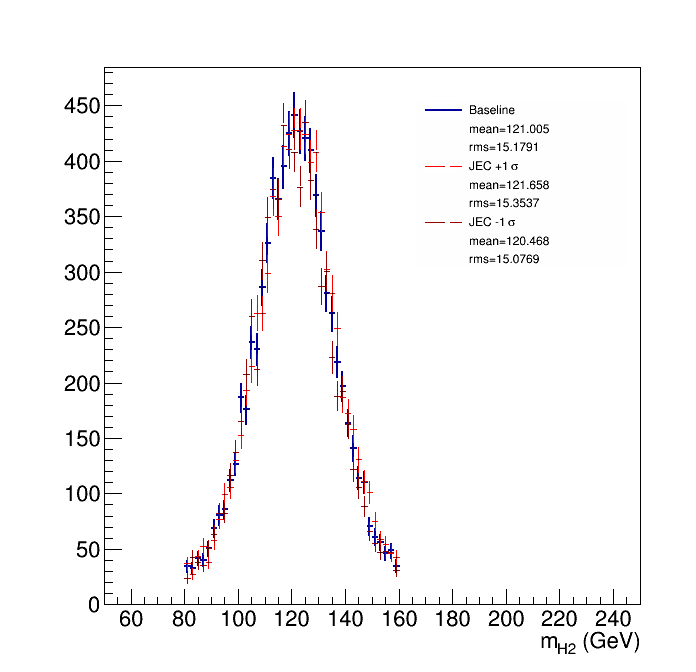 450
400
350
300
250
200
150
100
50
0
Baseline
mean=121.005
rms=15.1791
JEC +1 σ
mean=121.658
rms=15.3537
JEC -1 σ
mean=120.468
rms=15.0769
60 80 100 120 140 160 180 200 220 240
m_H2 (GeV)